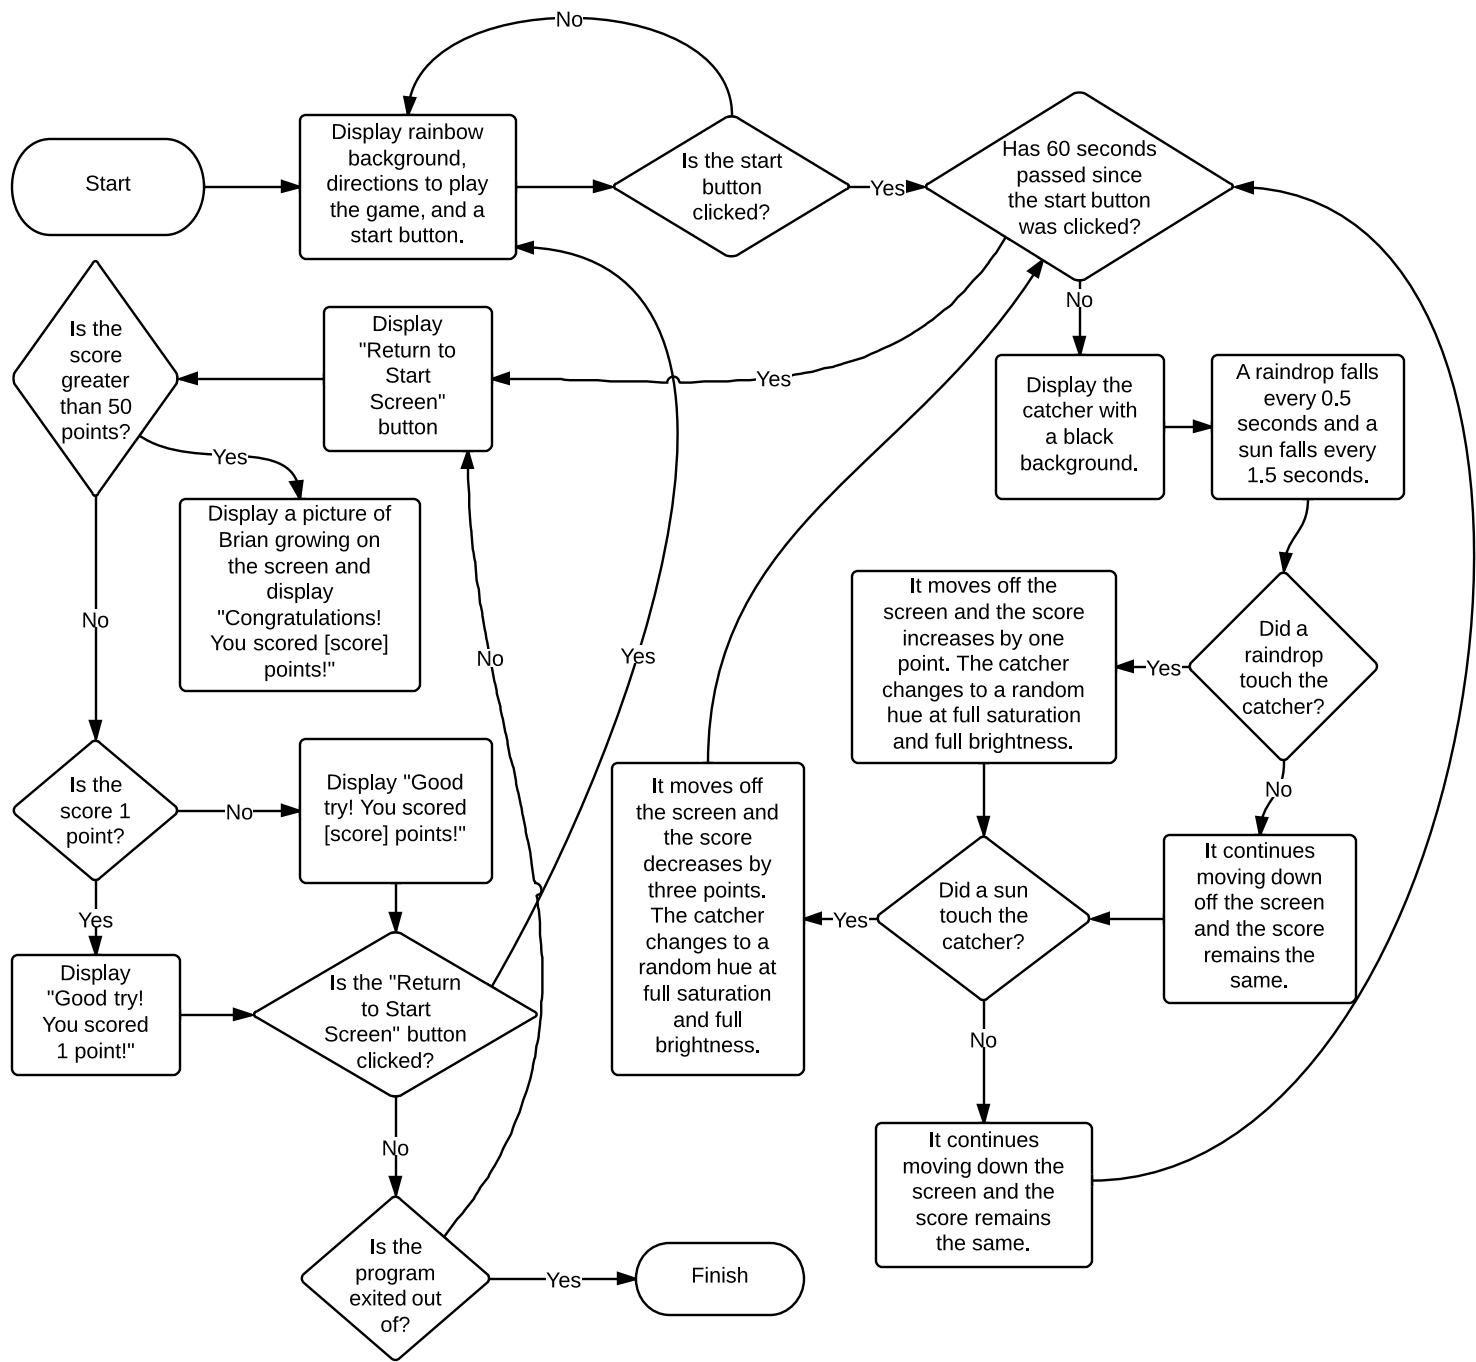 No
Start
Display rainbow
background,
directions to play
the game, and a
start button.
Is the start
button
clicked?
Yes
Has 60 seconds
passed since
the start button
was clicked?
No
Is the
score
greater
than 50
points?
Display
"Return to
Start
Screen"
button
Yes
Display the
catcher with
a black
background.
A raindrop falls
every 0.5
seconds and a
sun falls every
1.5 seconds.
Yes
Display a picture of
Brian growing on
the screen and
display
"Congratulations!
You scored [score]
points!"
No
No
Yes
It moves off the
screen and the score
increases by one
point. The catcher
changes to a random
hue at full saturation
and full brightness.
Yes
Did a
raindrop
touch the
catcher?
No
Is the
score 1
point?
No
Display "Good
try! You scored
[score] points!"
It moves off
the screen and
the score
decreases by
three points.
The catcher
changes to a
random hue at
full saturation
and full
brightness.
Yes
Did a sun
touch the
catcher?
It continues
moving down
off the screen
and the score
remains the
same.
Yes
Display
"Good try!
You scored
1 point!"
Is the "Return
to Start
Screen" button
clicked?
No
No
It continues
moving down the
screen and the
score remains
the same.
Is the
program
exited out
of?
Yes
Finish